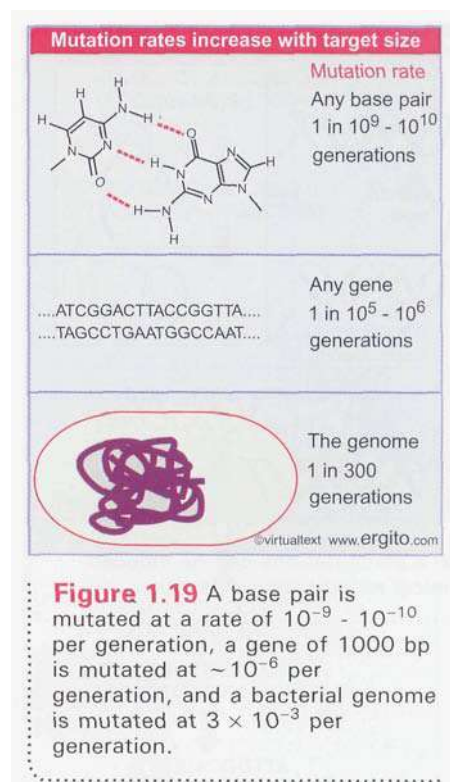 Mutation rates increase with target size
H
H N H O
H N N H N N H
O H N N N
H
Mutation rate
Any base pair
1 in 10⁹ - 10¹⁰
generations
....ATCGGACTTACCGGTTA....
....TAGCCTGAATGGCCAAT....
Any gene
1 in 10⁵ - 10⁶
generations
The genome
1 in 300
generations
©virtualtext www.ergito.com
Figure 1.19 A base pair is
mutated at a rate of 10⁻⁹ - 10⁻¹⁰
per generation, a gene of 1000 bp
is mutated at ~10⁻⁶ per
generation, and a bacterial genome
is mutated at 3 × 10⁻³ per
generation.